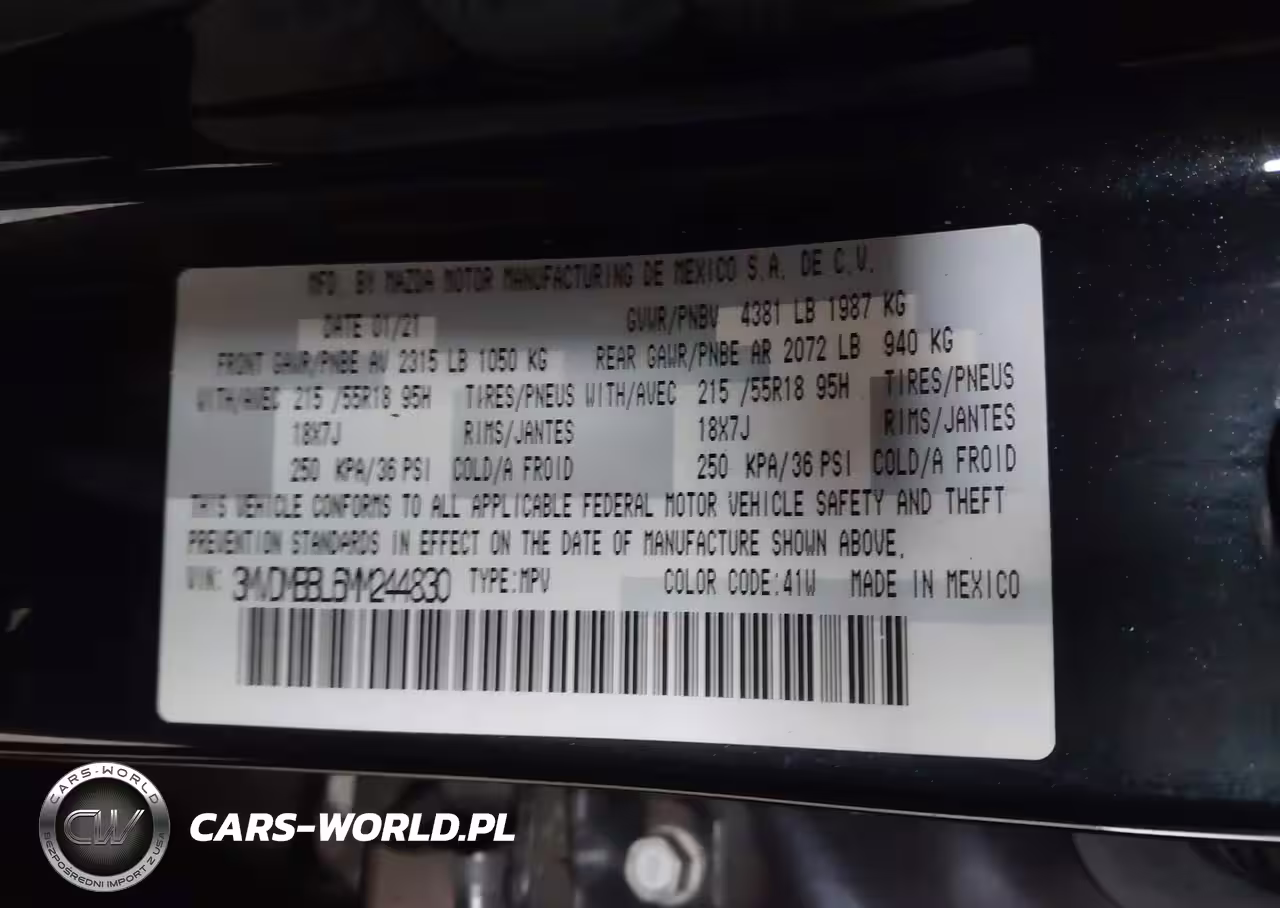 MFD. BY MAZDA MOTOR MANUFACTURING DE MEXICO S.A. DE C.V.
DATE 01/21 GVWR/PNBV 4381 LB 1987 KG
FRONT GAWR/PNBE AV 2315 LB 1050 KG REAR GAWR/PNBE AR 2072 LB 940 KG
WITH/AVEC 215 /55R18 95H TIRES/PNEUS WITH/AVEC 215 /55R18 95H TIRES/PNEUS
18X7J RIMS/JANTES 18X7J RIMS/JANTES
250 KPA/36 PSI COLD/A FROID 250 KPA/36 PSI COLD/A FROID
THIS VEHICLE CONFORMS TO ALL APPLICABLE FEDERAL MOTOR VEHICLE SAFETY AND THEFT
PREVENTION STANDARDS IN EFFECT ON THE DATE OF MANUFACTURE SHOWN ABOVE.
VIN: 3MVDMBBL6MM244830 TYPE:MPV COLOR CODE:41W MADE IN MEXICO
CARS-WORLD
CW
BEZPOŚREDNI IMPORT Z USA
CARS-WORLD.PL